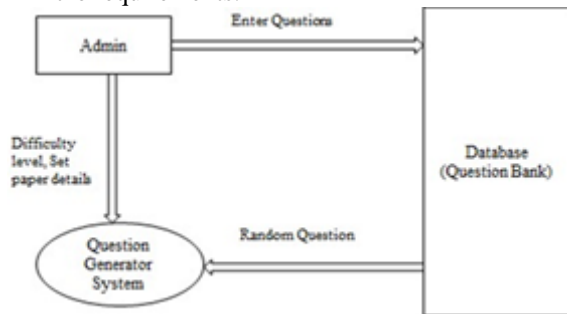 Enter Questions
Admin
Difficulty
level, Set
paper details
Database
(Question Bank)
Random Question
Question
Generator
System